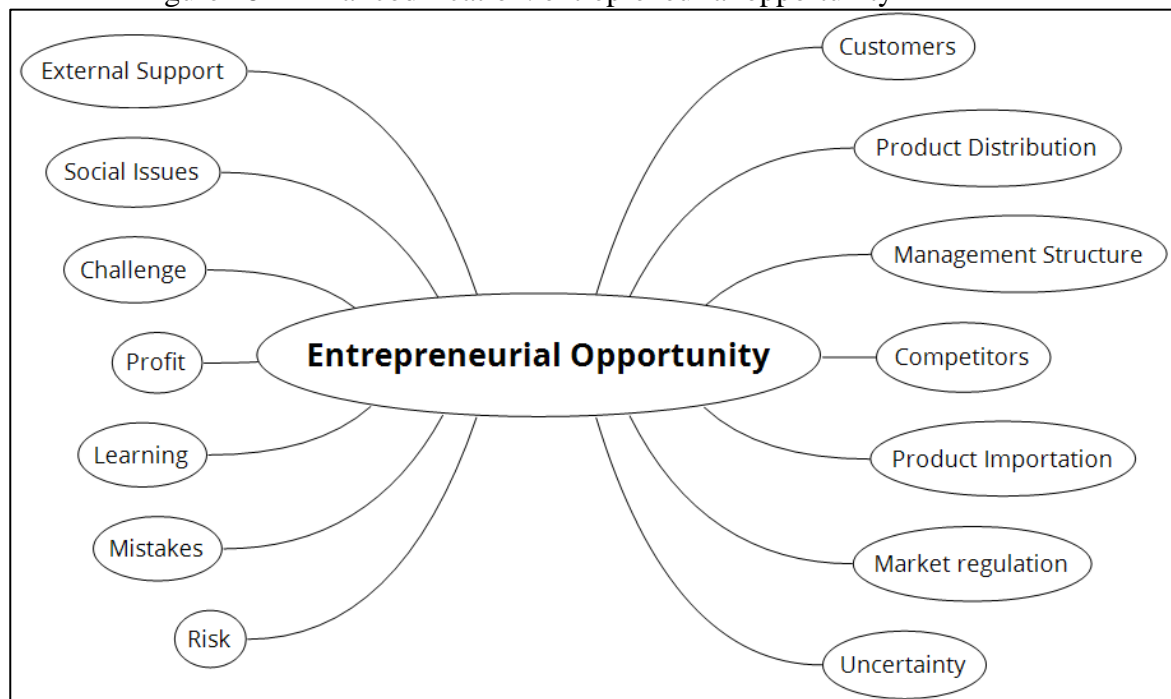 External Support
Social Issues
Challenge
Profit
Learning
Mistakes
Risk
Entrepreneurial Opportunity
Customers
Product Distribution
Management Structure
Competitors
Product Importation
Market regulation
Uncertainty